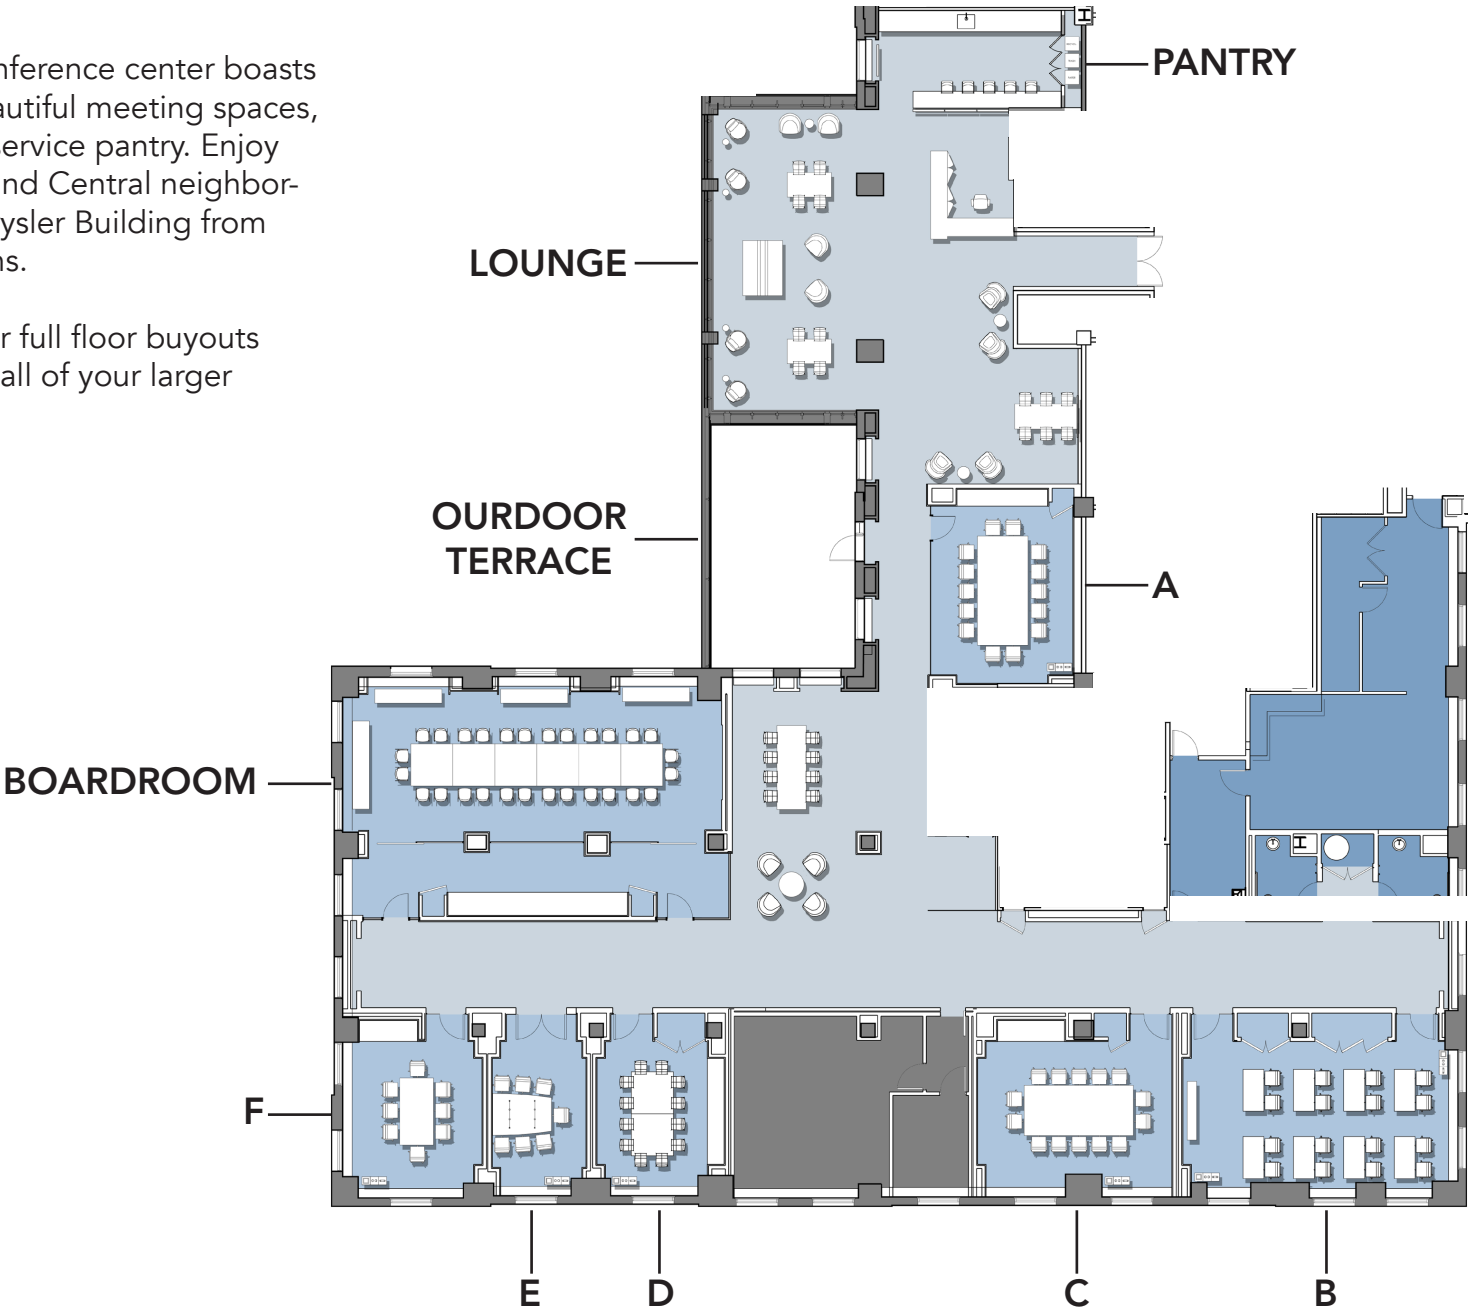 nference center boasts
autiful meeting spaces,
service pantry. Enjoy
nd Central neighbor-
ysler Building from
ns.
r full floor buyouts
all of your larger
PANTRY
LOUNGE
OURDOOR
TERRACE
A
BOARDROOM
F
E
D
C
B